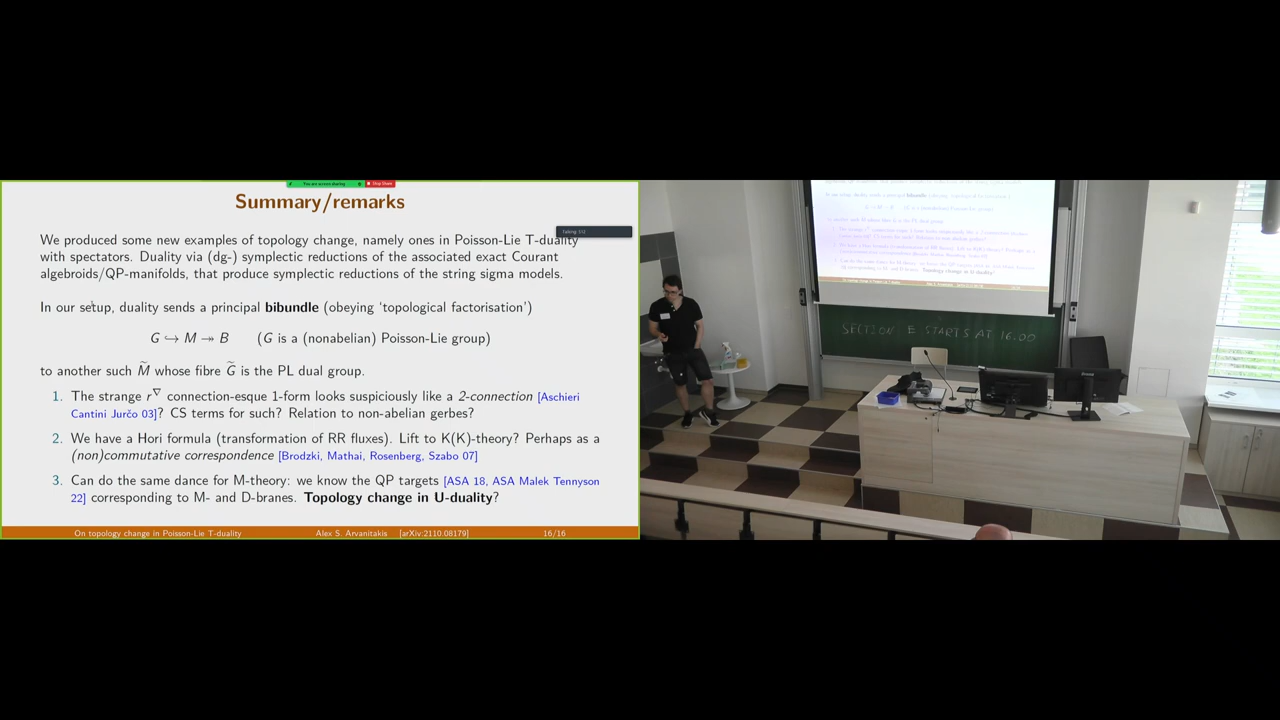 You are screen sharing
Stop Share
Summary/remarks
Talking: SU
We produced some new examples of topology change, namely ones in Poisson-Lie T-duality
with spectators. Duality via (dg-) symplectic reductions of the associated exact Courant
algebroids/QP-manifolds, that produce symplectic reductions of the string sigma models.
In our setup, duality sends a principal bibundle (obeying ‘topological factorisation’)
G ↪ M ↠ B (G is a (nonabelian) Poisson-Lie group)
to another such M̃ whose fibre G̃ is the PL dual group.
1. The strange r^∇ connection-esque 1-form looks suspiciously like a 2-connection [Aschieri
Cantini Jurčo 03]? CS terms for such? Relation to non-abelian gerbes?
2. We have a Hori formula (transformation of RR fluxes). Lift to K(K)-theory? Perhaps as a
(non)commutative correspondence [Brodzki, Mathai, Rosenberg, Szabo 07]
3. Can do the same dance for M-theory: we know the QP targets [ASA 18, ASA Malek Tennyson
22] corresponding to M- and D-branes. Topology change in U-duality?
On topology change in Poisson-Lie T-duality Alex S. Arvanitakis [arXiv:2110.08179] 16/16
SECTION E STARTS AT 16.00